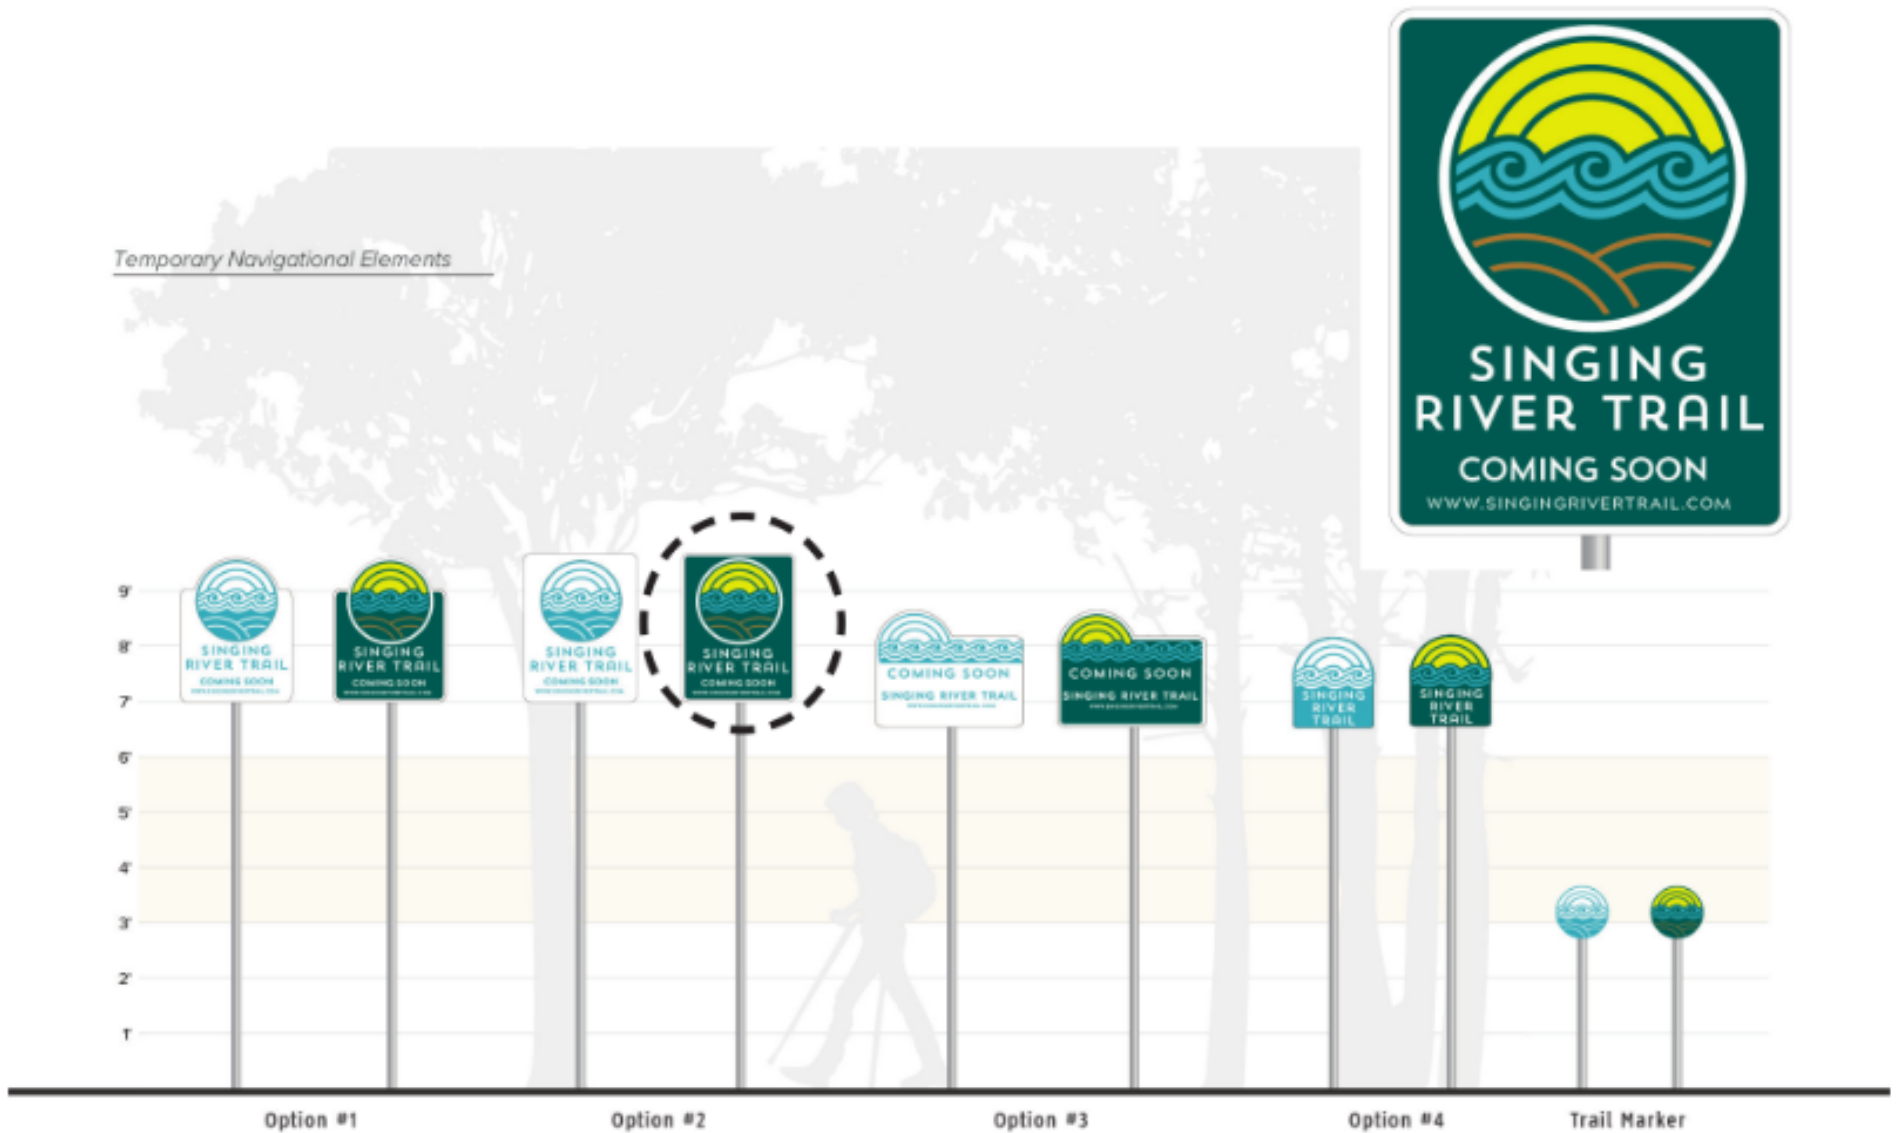 SINGING
RIVER TRAIL
COMING SOON
WWW.SINGINGRIVERTRAIL.COM
Temporary Navigational Elements
9'
8'
7'
6'
5'
4'
3'
2'
1'
SINGING
RIVER TRAIL
COMING SOON
SINGING
RIVER TRAIL
COMING SOON
SINGING
RIVER TRAIL
COMING SOON
SINGING
RIVER TRAIL
COMING SOON
COMING SOON
SINGING RIVER TRAIL
COMING SOON
SINGING RIVER TRAIL
SINGING
RIVER
TRAIL
SINGING
RIVER
TRAIL
Option #1
Option #2
Option #3
Option #4
Trail Marker